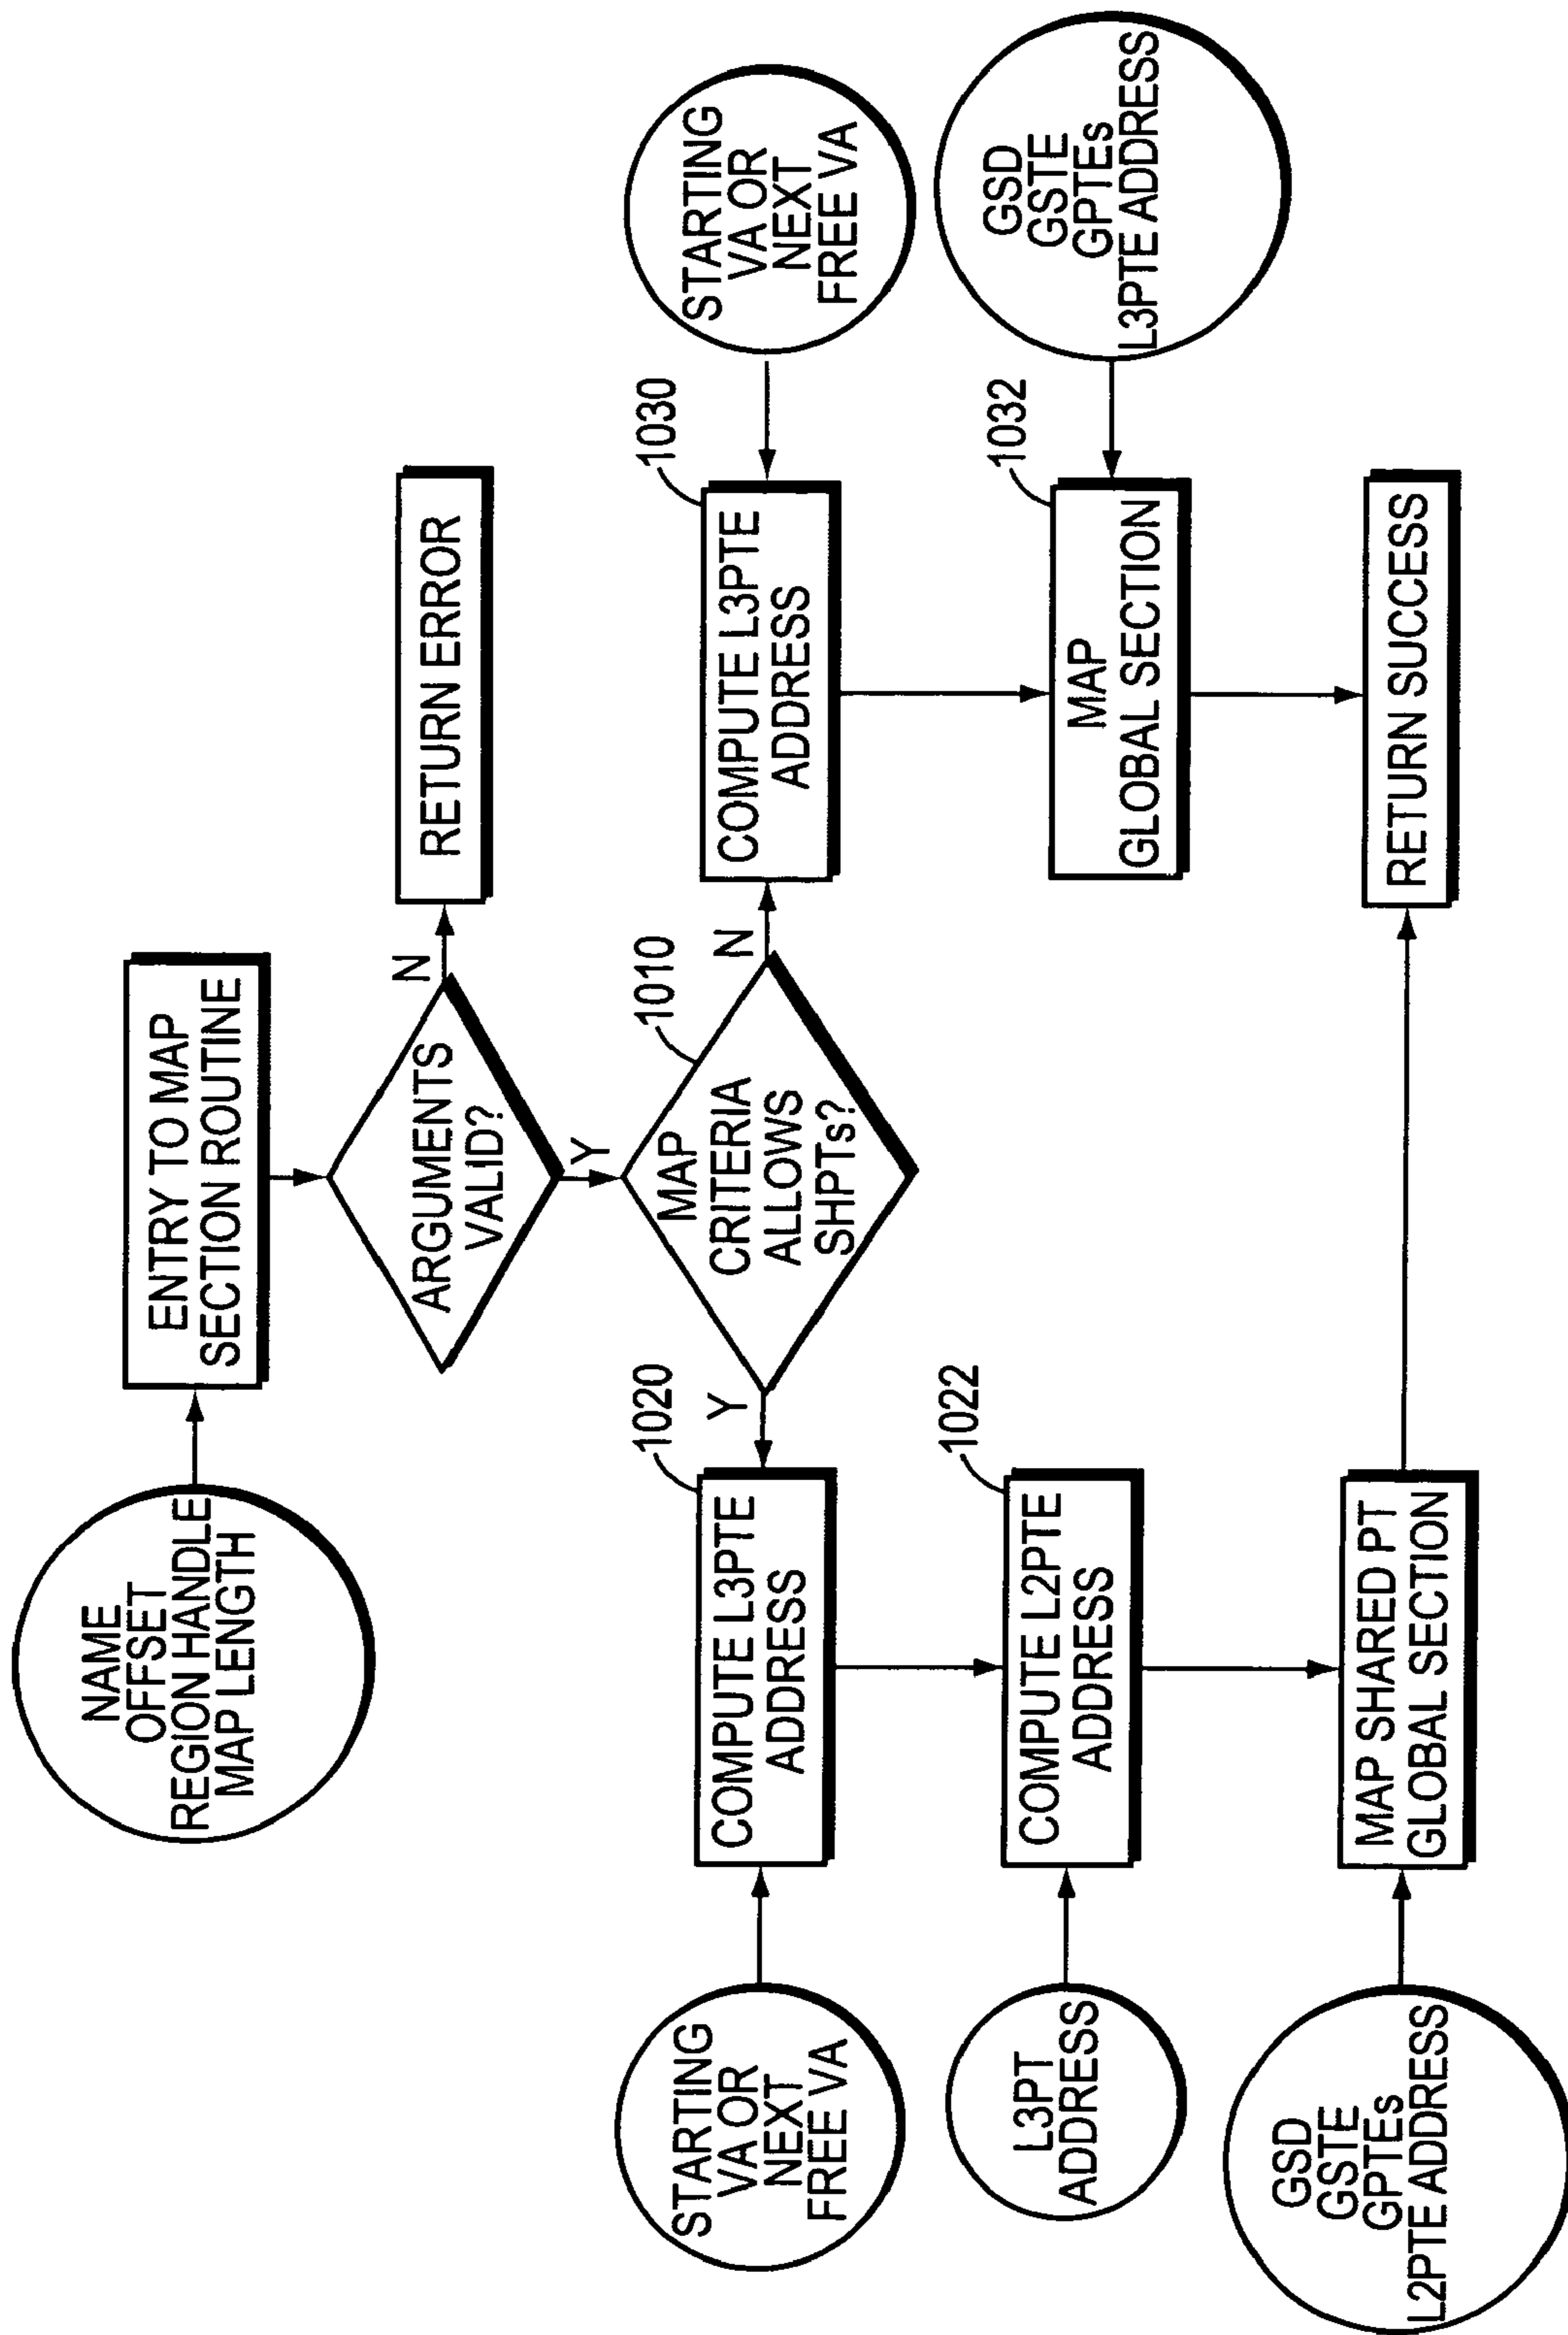 NAME
OFFSET
REGION HANDLE
MAP LENGTH
ENTRY TO MAP
SECTION ROUTINE
ARGUMENTS
VALID?
N
RETURN ERROR
Y
MAP
CRITERIA
ALLOWS
SHPTs?
1010
Y
N
STARTING
VA OR
NEXT
FREE VA
1020
COMPUTE L3PTE
ADDRESS
1030
COMPUTE L3PTE
ADDRESS
STARTING
VA OR
NEXT
FREE VA
L3PT
ADDRESS
1022
COMPUTE L2PTE
ADDRESS
1032
MAP
GLOBAL SECTION
GSD
GSTE
GPTEs
L3PTE ADDRESS
GSD
GSTE
GPTEs
L2PTE ADDRESS
MAP SHARED PT
GLOBAL SECTION
RETURN SUCCESS